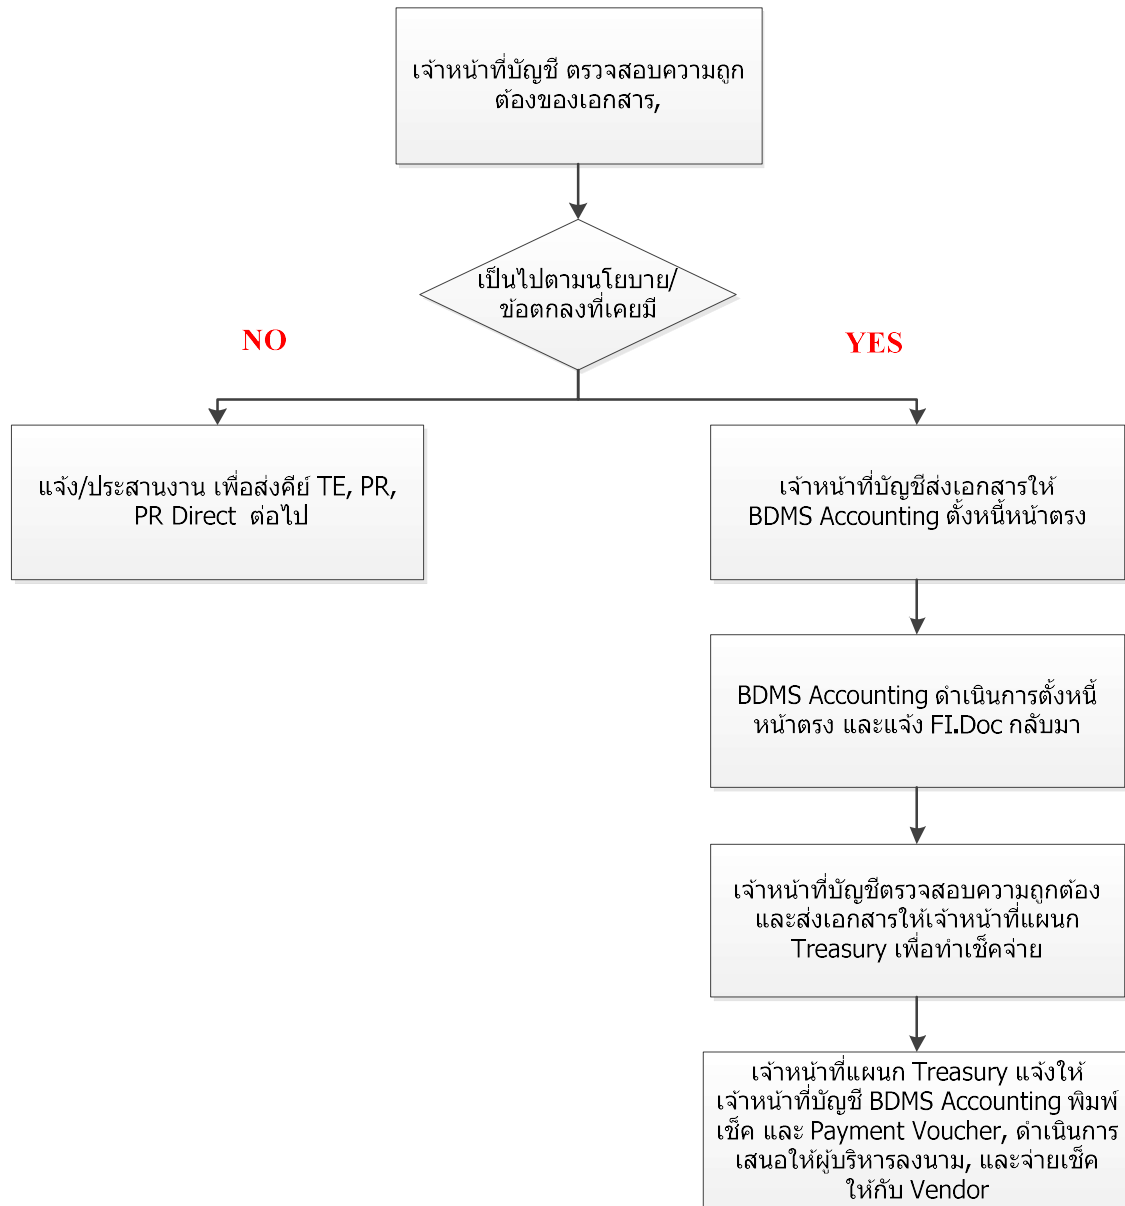 เจ้าหน้าที่บัญชี ตรวจสอบความถูก
ต้องของเอกสาร,
เป็นไปตามนโยบาย/
ข้อตกลงที่เคยมี
NO
YES
แจ้ง/ประสานงาน เพื่อส่งคีย์ TE, PR,
PR Direct ต่อไป
เจ้าหน้าที่บัญชีส่งเอกสารให้
BDMS Accounting ตั้งหนี้หน้าตรง
BDMS Accounting ดำเนินการตั้งหนี้
หน้าตรง และแจ้ง FI.Doc กลับมา
เจ้าหน้าที่บัญชีตรวจสอบความถูกต้อง
และส่งเอกสารให้เจ้าหน้าที่แผนก
Treasury เพื่อทำเช็คจ่าย
เจ้าหน้าที่แผนก Treasury แจ้งให้
เจ้าหน้าที่บัญชี BDMS Accounting พิมพ์
เช็ค และ Payment Voucher, ดำเนินการ
เสนอให้ผู้บริหารลงนาม, และจ่ายเช็ค
ให้กับ Vendor